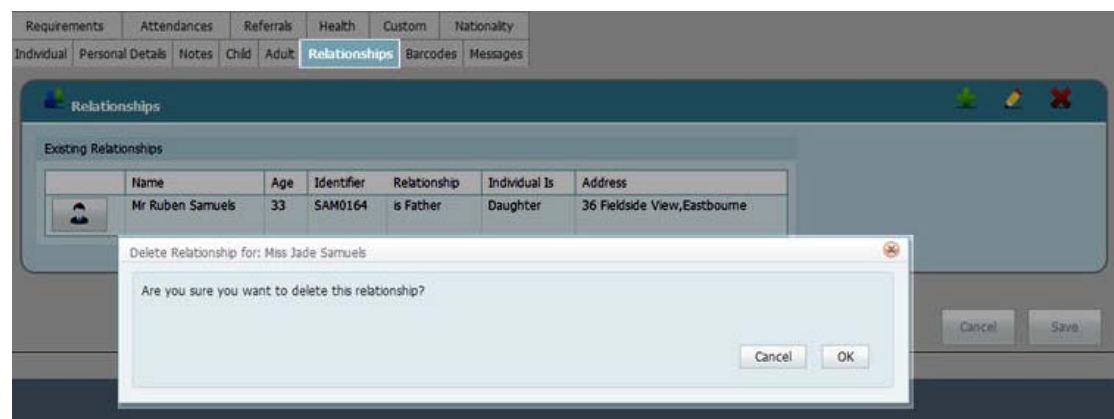 Requirements Attendances Referrals Health Custom Nationality
Individual Personal Details Notes Child Adult Relationships Barcodes Messages
Relationships
Existing Relationships
Name Age Identifier Relationship Individual Is Address
Mr Ruben Samuels 33 SAM0164 is Father Daughter 36 Fieldside View,Eastbourne
Delete Relationship for: Miss Jade Samuels
Are you sure you want to delete this relationship?
Cancel Save
Cancel OK